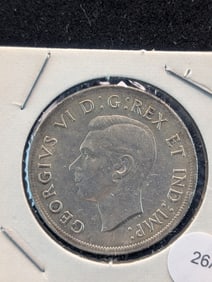 GEORGIVS VI D:G:REX ET IND:IMP:
26/